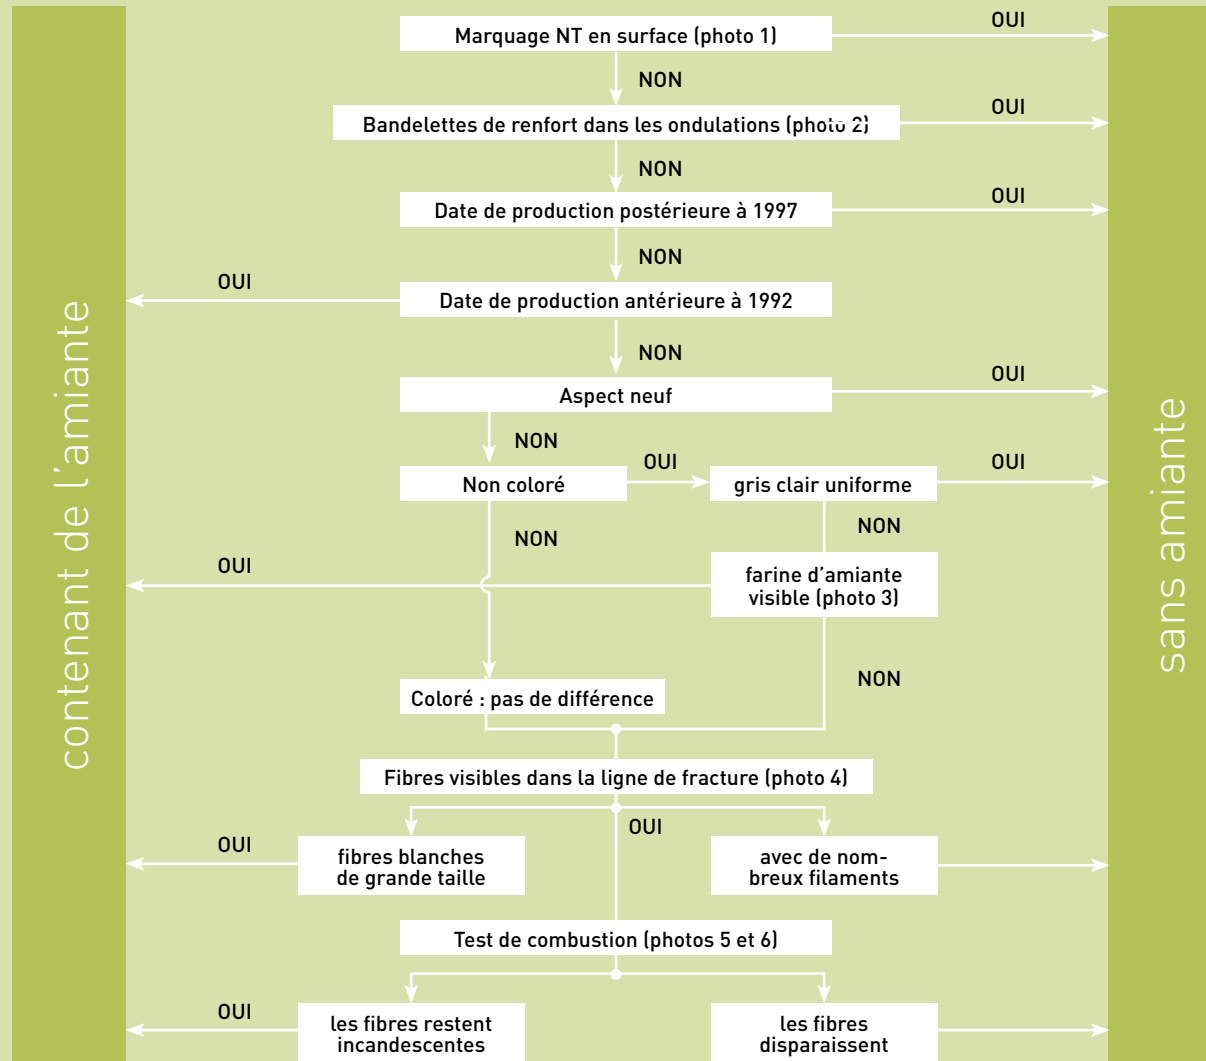 OUI
Marquage NT en surface (photo 1)
NON
OUI
Bandelettes de renfort dans les ondulations (photo 2)
NON
OUI
Date de production postérieure à 1997
NON
OUI
Date de production antérieure à 1992
NON
OUI
Aspect neuf
NON
OUI
OUI
Non coloré
gris clair uniforme
NON
NON
OUI
farine d'amiante
visible (photo 3)
NON
Coloré : pas de différence
Fibres visibles dans la ligne de fracture (photo 4)
OUI
OUI
fibres blanches
de grande taille
avec de nom-
breux filaments
Test de combustion (photos 5 et 6)
OUI
les fibres restent
incandescentes
les fibres
disparaissent
contenant de l'amiante
sans amiante